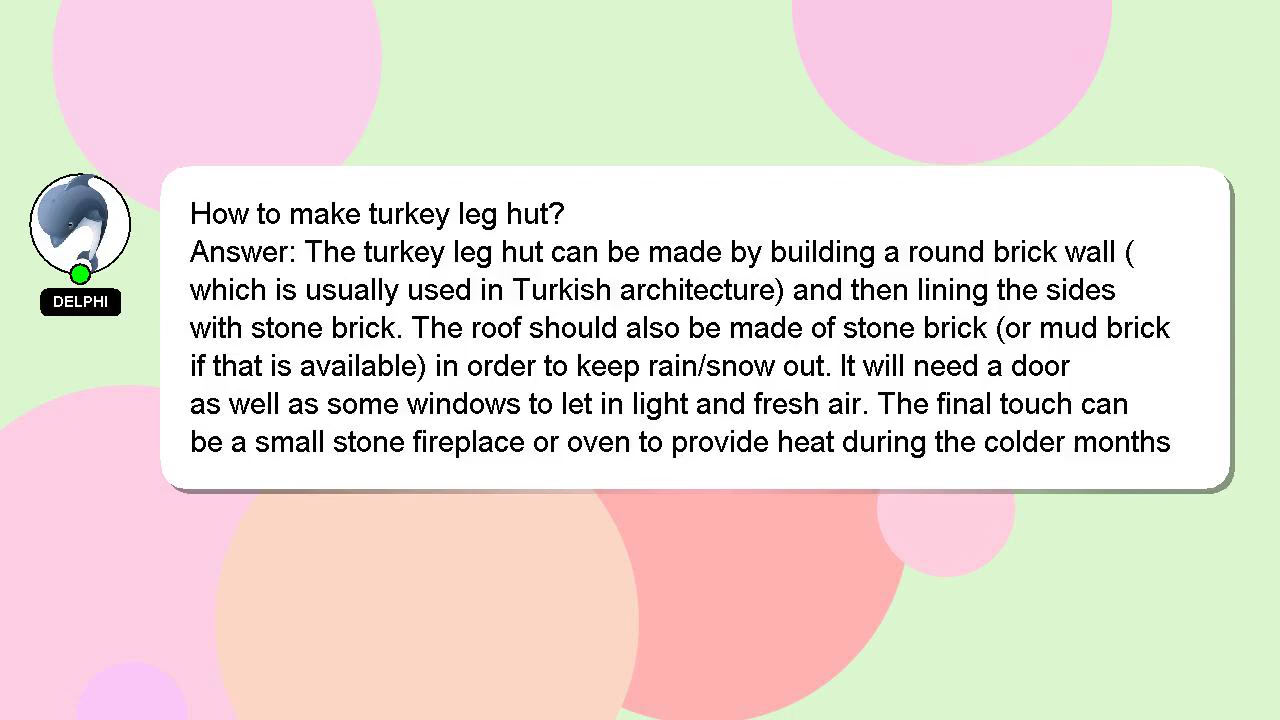 How to make turkey leg hut?
Answer: The turkey leg hut can be made by building a round brick wall (
which is usually used in Turkish architecture) and then lining the sides
with stone brick. The roof should also be made of stone brick (or mud brick
if that is available) in order to keep rain/snow out. It will need a door
as well as some windows to let in light and fresh air. The final touch can
be a small stone fireplace or oven to provide heat during the colder months
DELPHI